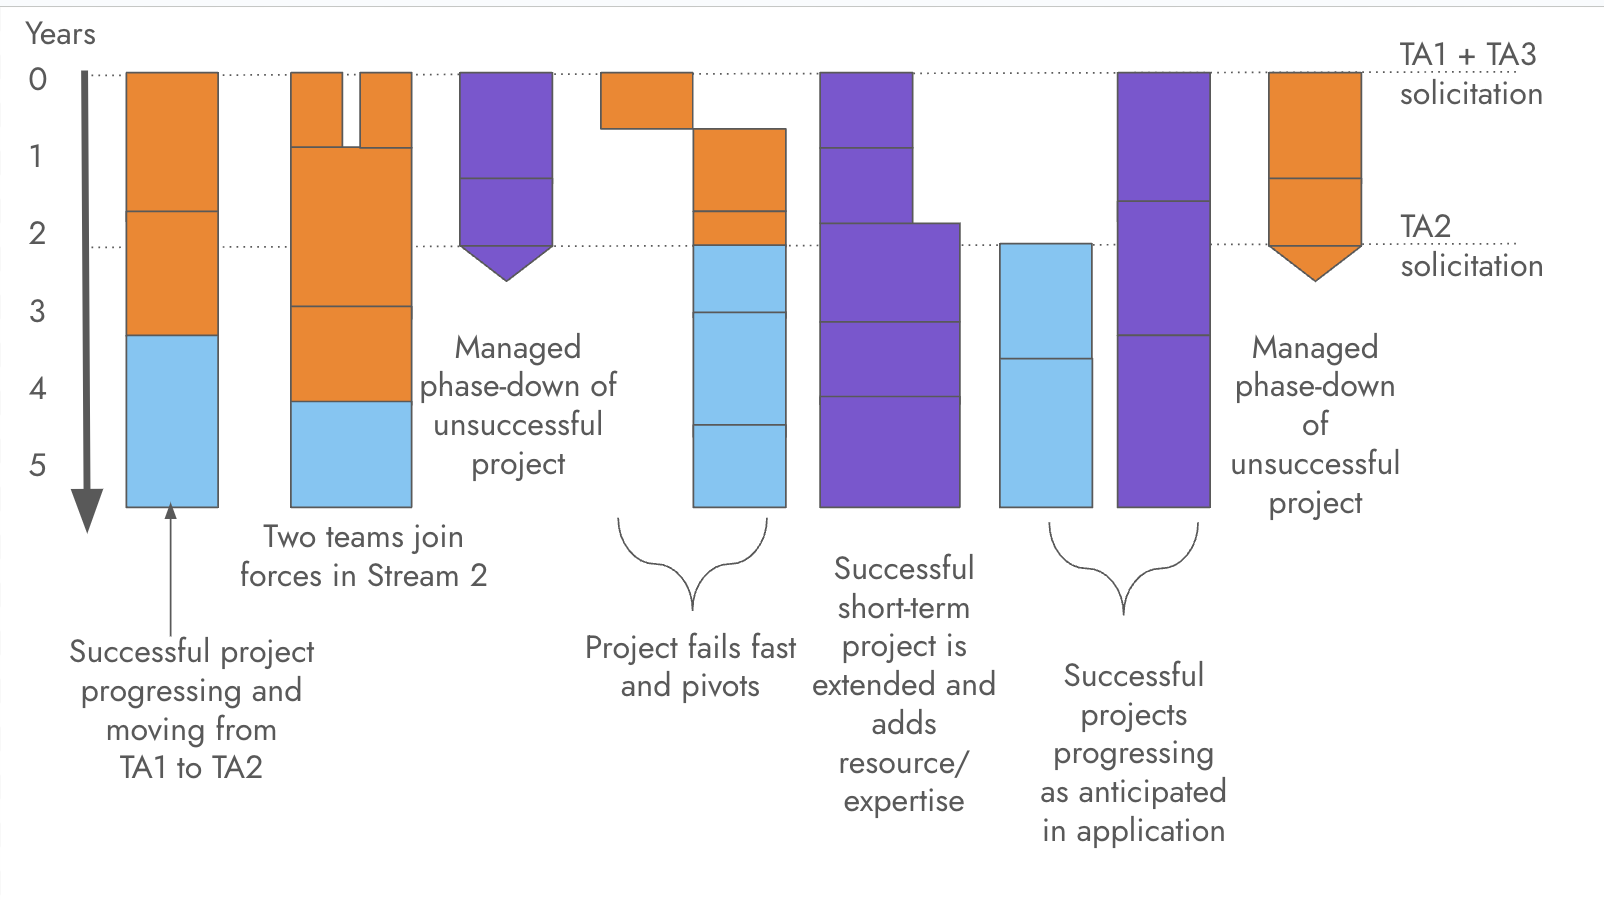 Years
0
1
2
3
4
5
TA1 + TA3
solicitation
TA2
solicitation
Managed
phase-down of
unsuccessful
project
Managed
phase-down
of
unsuccessful
project
Two teams join
forces in Stream 2
Successful project
progressing and
moving from
TA1 to TA2
Project fails fast
and pivots
Successful
short-term
project is
extended and
adds
resource/
expertise
Successful
projects
progressing
as anticipated
in application